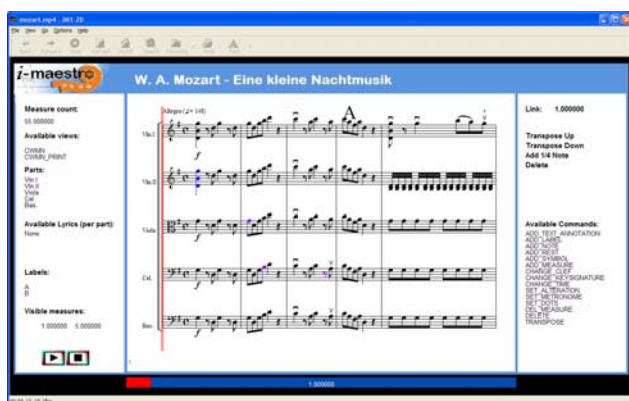 mozart.mp4 - IM1-2D
File View Go Options Help
i-maestro
W. A. Mozart - Eine kleine Nachtmusik
Measure count:
55.000000
Available views:
CWMN
CWMN_PRINT
Parts:
Vln I
Vln.II
Viola
Cel.
Bas.
Available Lyrics (per part):
None
Labels:
A
B
Visible measures:
1.000000 5.000000
Allegro
A
Vln.I
Vln.II
Viola
Cel.
Bas.
f
f
f
f
f
Link: 1.000000
Transpose Up
Transpose Down
Add 1/4 Note
Delete
Available Commands:
ADD_TEXT_ANNOTATION
ADD_LABEL
ADD_NOTE
ADD_REST
ADD_SYMBOL
ADD_MEASURE
CHANGE_CLEF
CHANGE_KEYSIGNATURE
CHANGE_TIME
SET_ALTERATION
SET_METRONOME
SET_DOTS
DEL_MEASURE
DELETE
TRANSPOSE
1.000000